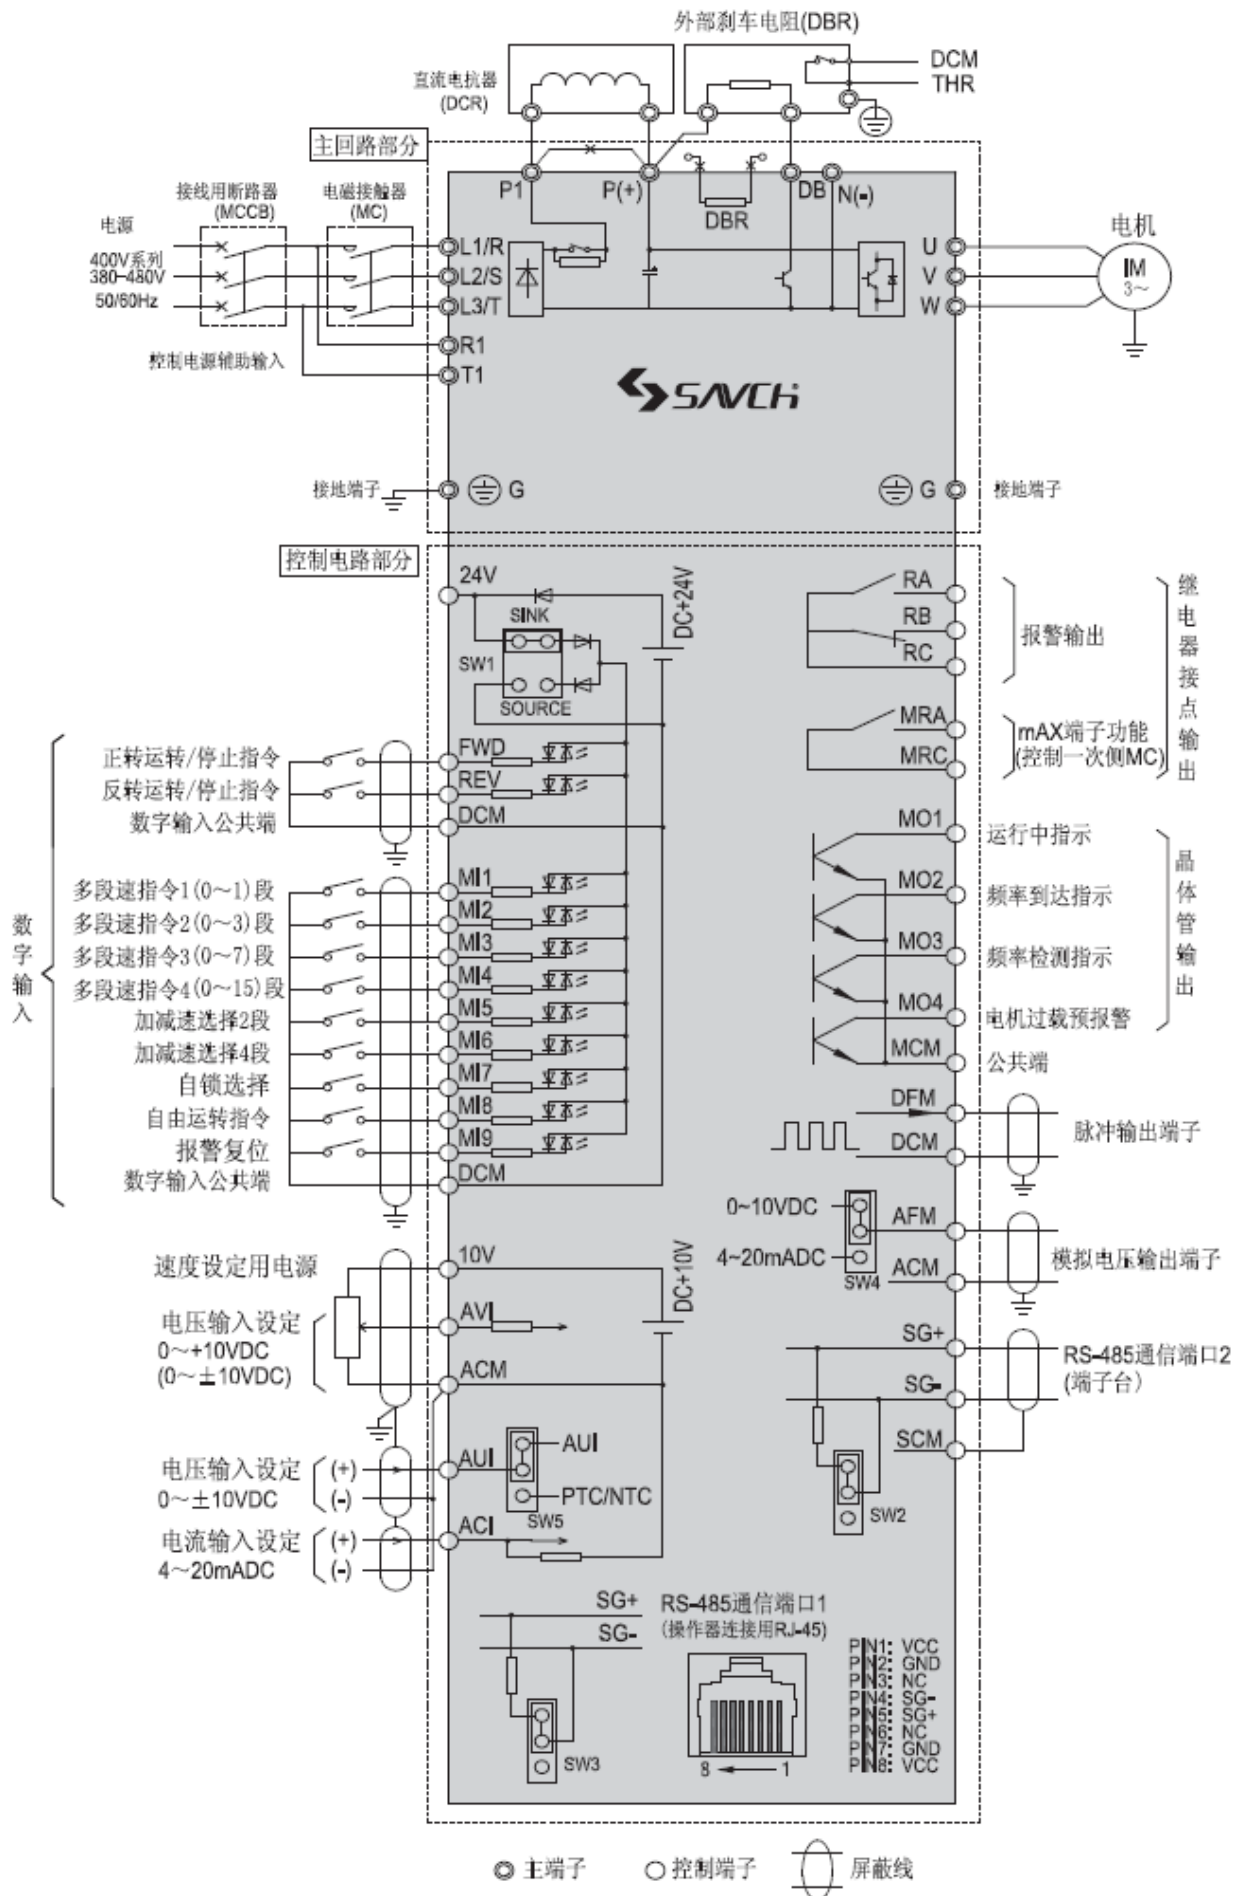 外部刹车电阻(DBR)
直流电抗器
(DCR)
DCM
THR
主回路部分
接线用断路器
(MCCB)
电磁接触器
(MC)
电源
400V系列
380-480V
50/60Hz
控制电源辅助输入
P1
P(+)
DBR
DB
N(-)
L1/R
L2/S
L3/T
R1
T1
U
V
W
电机
IM
3~
SAVCH
接地端子
G
G
接地端子
控制电路部分
24V
SINK
SW1
SOURCE
DC+24V
RA
RB
RC
报警输出
MRA
MRC
mAX端子功能
(控制一次侧MC)
继电器接点输出
数字输入
正转运转/停止指令
FWD
反转运转/停止指令
REV
数字输入公共端
DCM
多段速指令1(0~1)段
MI1
多段速指令2(0~3)段
MI2
多段速指令3(0~7)段
MI3
多段速指令4(0~15)段
MI4
加减速选择2段
MI5
加减速选择4段
MI6
自锁选择
MI7
自由运转指令
MI8
报警复位
MI9
数字输入公共端
DCM
MO1
运行中指示
MO2
频率到达指示
MO3
频率检测指示
MO4
电机过载预报警
MCM
公共端
晶体管输出
DFM
DCM
脉冲输出端子
0~10VDC
4~20mADC
SW4
AFM
ACM
模拟电压输出端子
速度设定用电源
10V
电压输入设定
0~+10VDC
(0~±10VDC)
AVI
ACM
DC+10V
电压输入设定
0~±10VDC
(+)
(-)
AUI
AUI
PTC/NTC
SW5
电流输入设定
4~20mADC
(+)
(-)
ACI
SG+
SG-
SCM
SW2
RS-485通信端口2
(端子台)
SG+
SG-
SW3
RS-485通信端口1
(操作器连接用RJ-45)
8
1
PIN1: VCC
PIN2: GND
PIN3: NC
PIN4: SG-
PIN5: SG+
PIN6: NC
PIN7: GND
PIN8: VCC
主端子
控制端子
屏蔽线